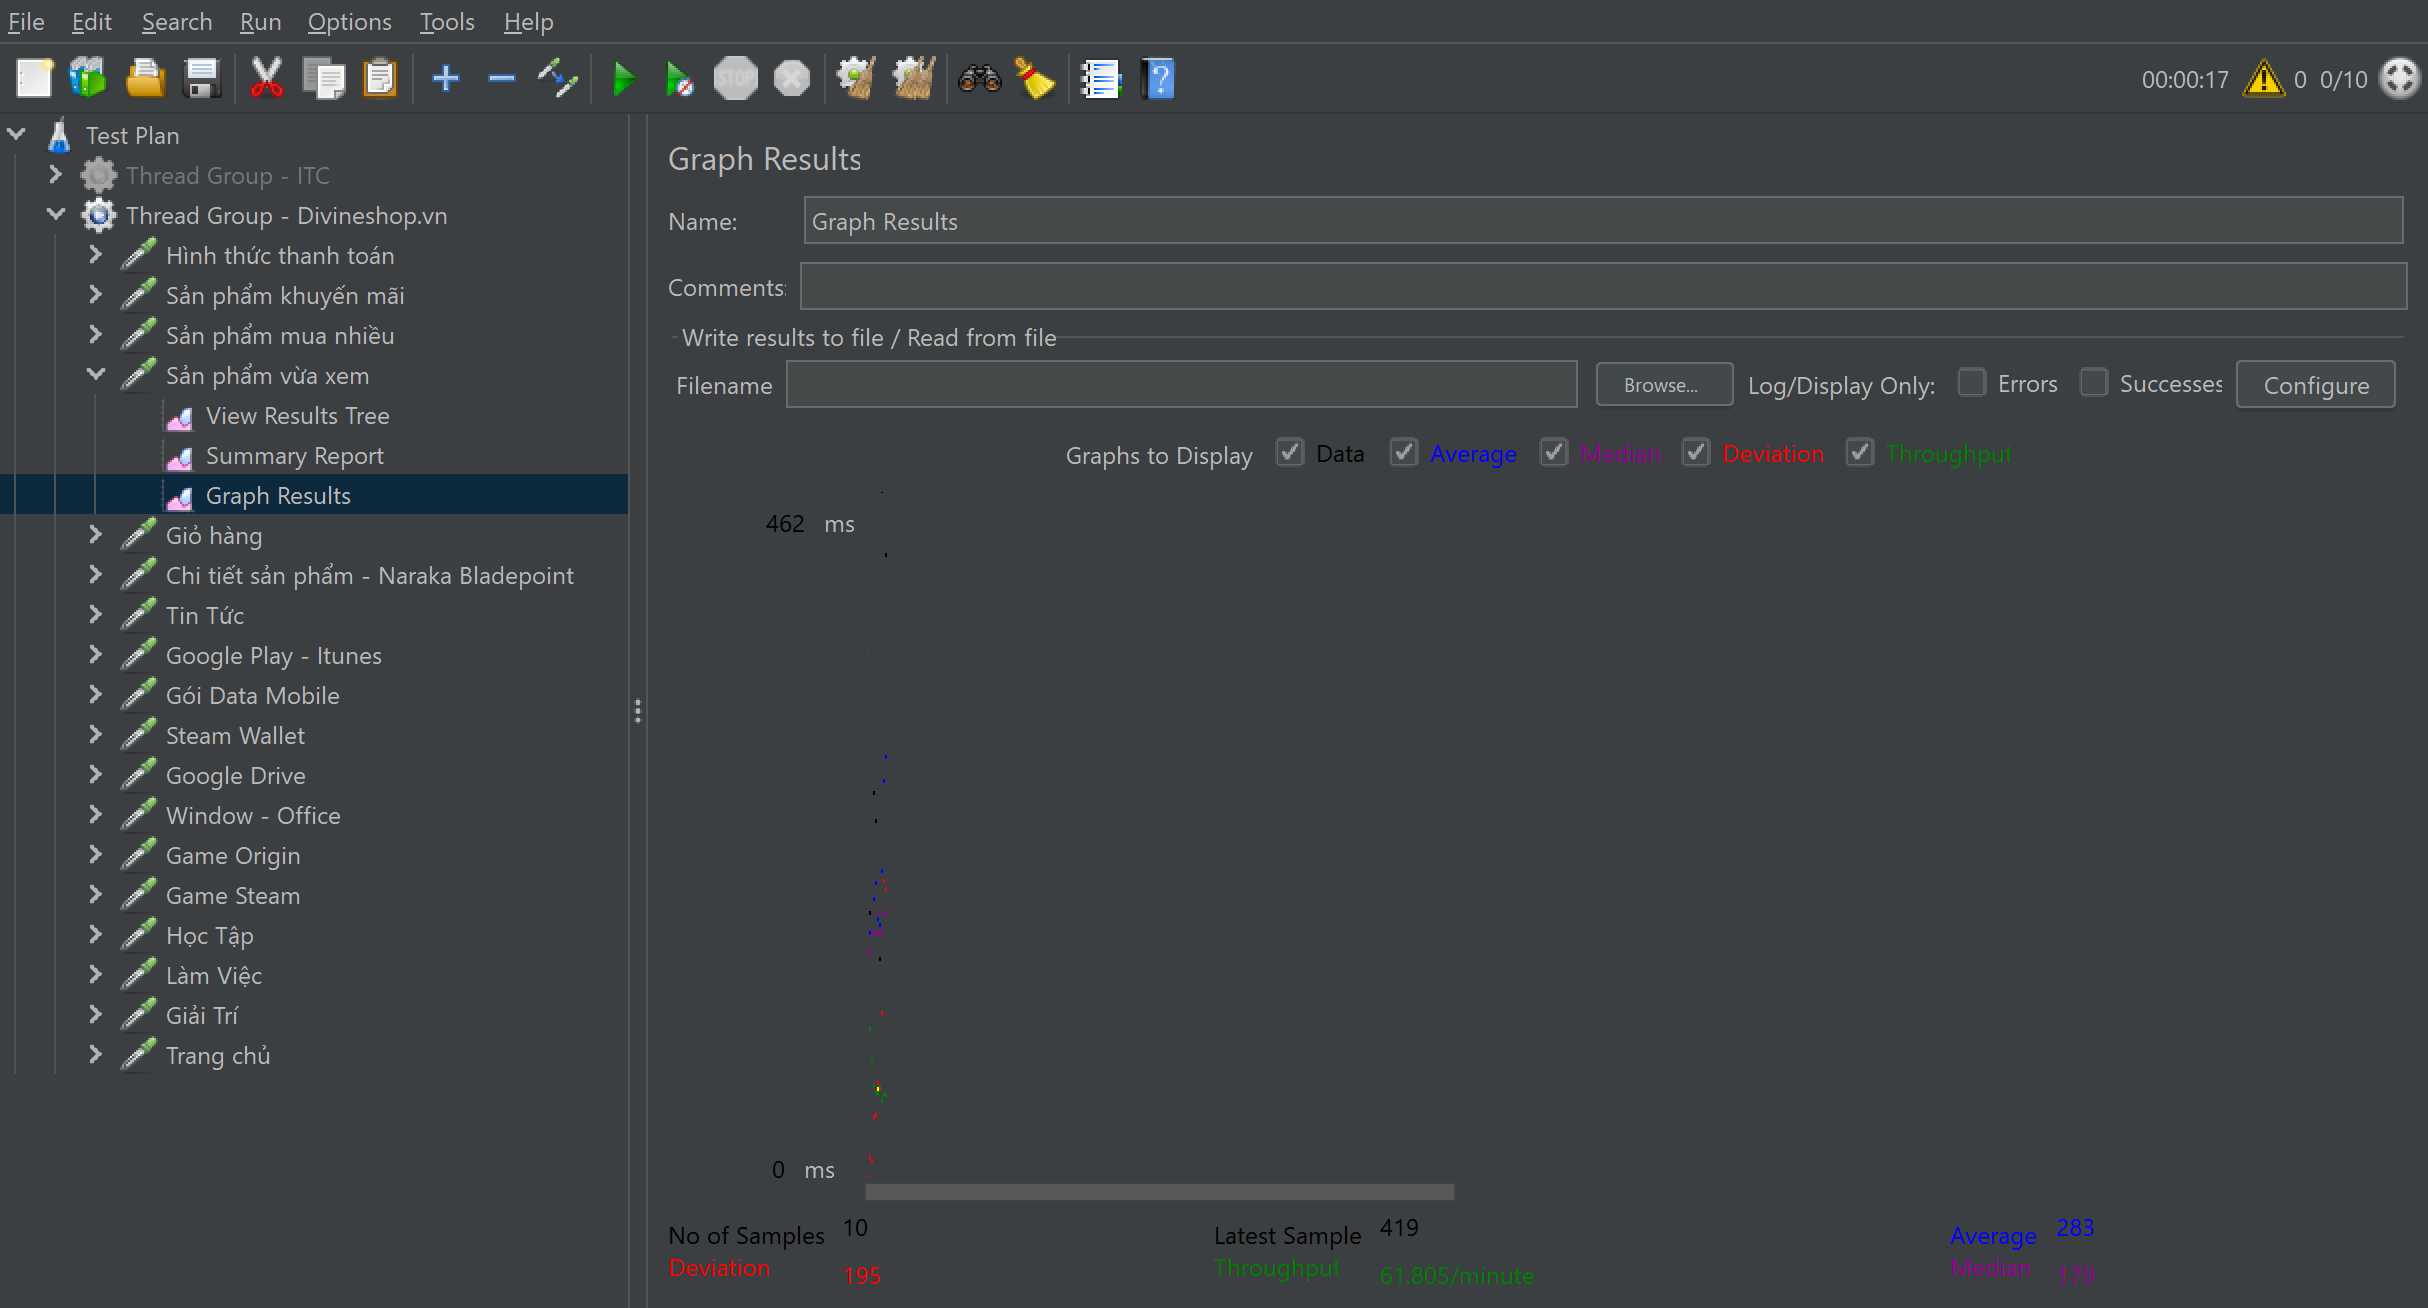 File Edit Search Run Options Tools Help
STOP
00:00:17 0 0/10
Test Plan
Thread Group - ITC
Thread Group - Divineshop.vn
Hình thức thanh toán
Sản phẩm khuyến mãi
Sản phẩm mua nhiều
Sản phẩm vừa xem
View Results Tree
Summary Report
Graph Results
Giỏ hàng
Chi tiết sản phẩm - Naraka Bladepoint
Tin Tức
Google Play - Itunes
Gói Data Mobile
Steam Wallet
Google Drive
Window - Office
Game Origin
Game Steam
Học Tập
Làm Việc
Giải Trí
Trang chủ
Graph Results
Name: Graph Results
Comments:
Write results to file / Read from file
Filename Browse... Log/Display Only: Errors Successes Configure
Graphs to Display Data Average Median Deviation Throughput
462 ms
0 ms
No of Samples 10 Latest Sample 419 Average 283
Deviation 195 Throughput 61.805/minute Median 179